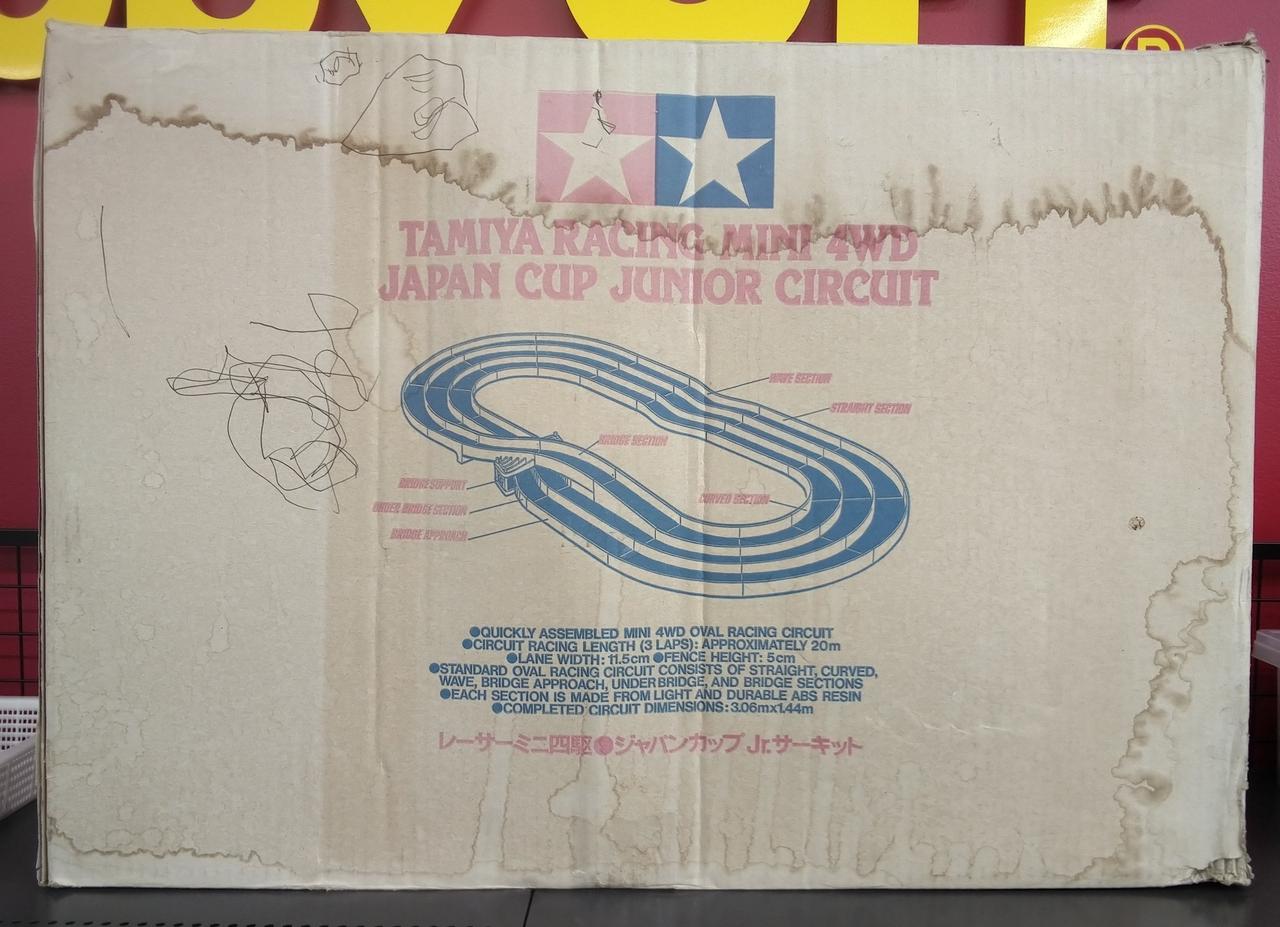 TAMIYA RACING MINI 4WD
JAPAN CUP JUNIOR CIRCUIT
WAVE SECTION
STRAIGHT SECTION
BRIDGE SECTION
BRIDGE SUPPORT
CURVED SECTION
UNDER BRIDGE SECTION
BRIDGE APPROACH
●QUICKLY ASSEMBLED MINI 4WD OVAL RACING CIRCUIT
●CIRCUIT RACING LENGTH (3 LAPS): APPROXIMATELY 20m
●LANE WIDTH: 11.5cm ●FENCE HEIGHT: 5cm
●STANDARD OVAL RACING CIRCUIT CONSISTS OF STRAIGHT, CURVED,
WAVE, BRIDGE APPROACH, UNDER BRIDGE, AND BRIDGE SECTIONS
●EACH SECTION IS MADE FROM LIGHT AND DURABLE ABS RESIN
●COMPLETED CIRCUIT DIMENSIONS: 3.06mx1.44m
レーサーミニ四駆●ジャパンカップ Jr.サーキット